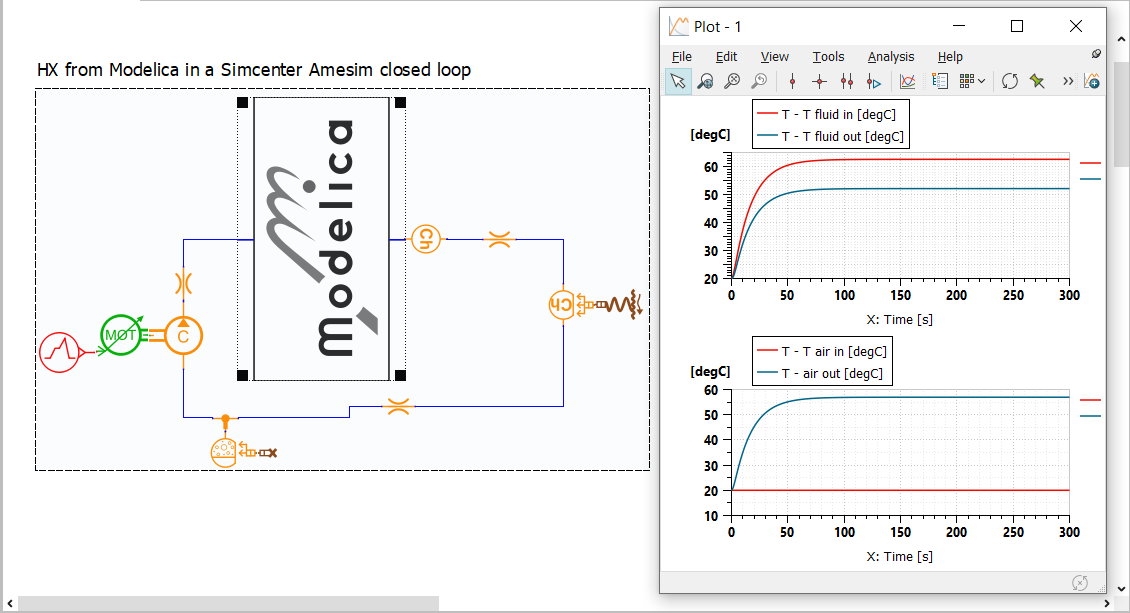 Plot - 1
File Edit View Tools Analysis Help
HX from Modelica in a Simcenter Amesim closed loop
modelica
Ch
Ch
MOT
C
T - T fluid in [degC]
T - T fluid out [degC]
[degC]
60
50
40
30
20
0 50 100 150 200 250 300
X: Time [s]
T - T air in [degC]
T - air out [degC]
[degC]
60
50
40
30
20
10
0 50 100 150 200 250 300
X: Time [s]